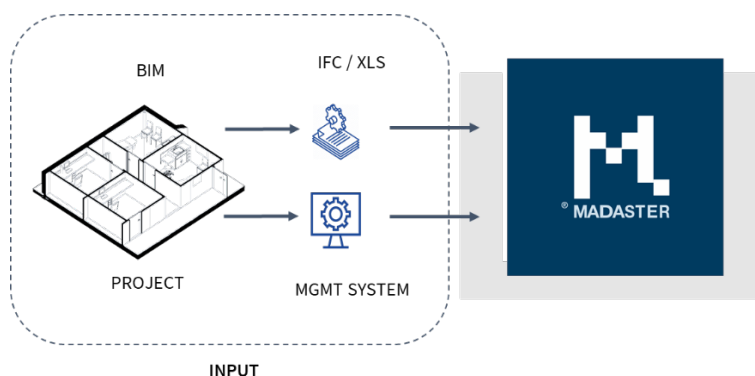 BIM
IFC / XLS
® MADASTER
PROJECT
MGMT SYSTEM
INPUT